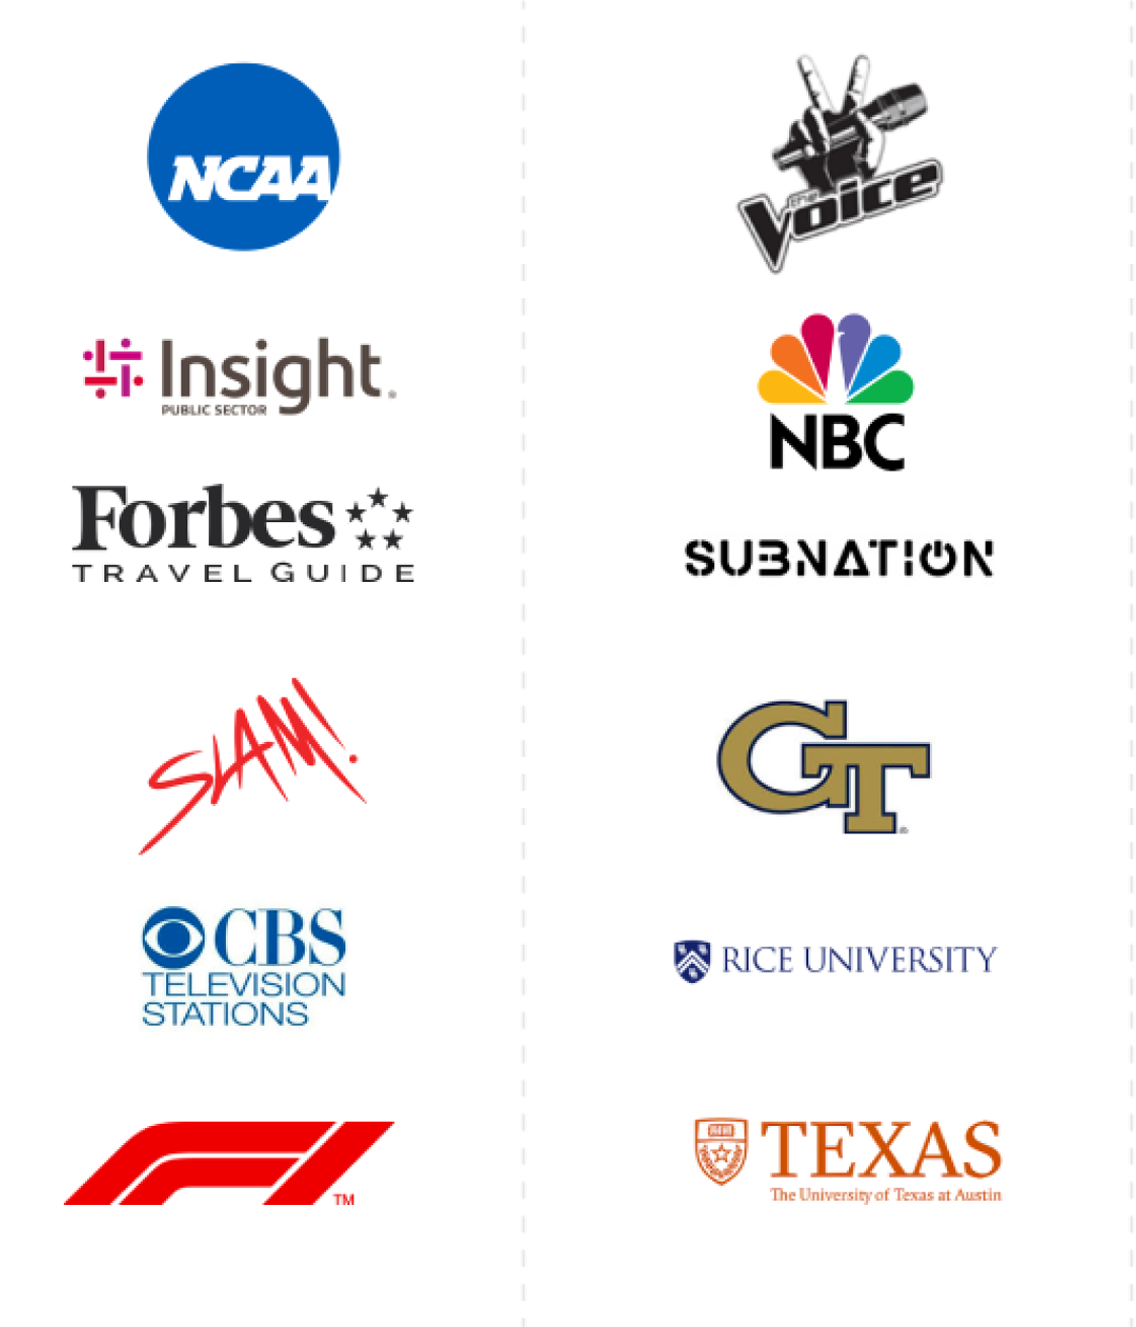 NCAA
Insight®
PUBLIC SECTOR
Forbes
TRAVEL GUIDE
SLAM!
CBS
TELEVISION
STATIONS
F1
TM
the
Voice
NBC
SUBNATION
GT
®
RICE UNIVERSITY
TEXAS
The University of Texas at Austin